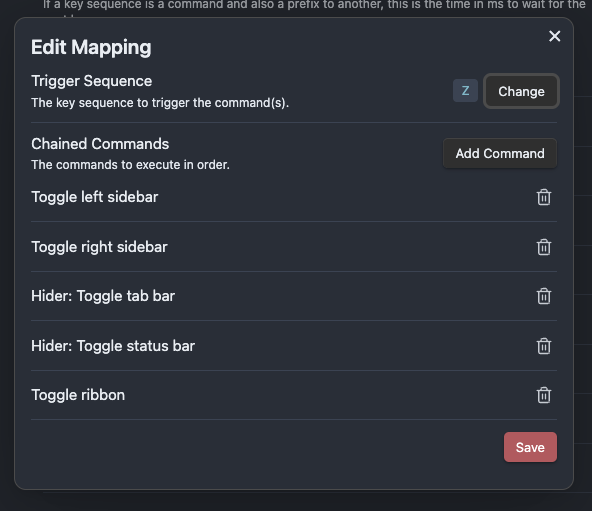 If a key sequence is a command and also a prefix to another, this is the time in ms to wait for the
Edit Mapping
Trigger Sequence
The key sequence to trigger the command(s).
Z
Change
Chained Commands
The commands to execute in order.
Add Command
Toggle left sidebar
Toggle right sidebar
Hider: Toggle tab bar
Hider: Toggle status bar
Toggle ribbon
Save